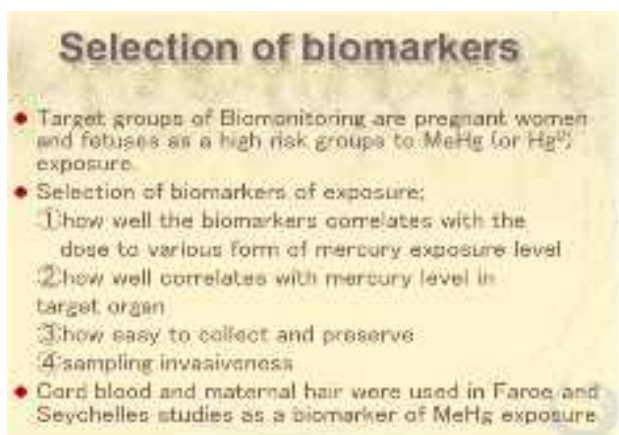 Selection of biomarkers
◆ Target groups of Biomonitoring are pregnant women
and fetuses as a high risk groups to MeHg (or Hg⁰)
exposure.
◆ Selection of biomarkers of exposure;
①how well the biomarkers correlates with the
dose to various form of mercury exposure level
②how well correlates with mercury level in
target organ
③how easy to collect and preserve
④sampling invasiveness
◆ Cord blood and maternal hair were used in Faroe and
Seychelles studies as a biomarker of MeHg exposure